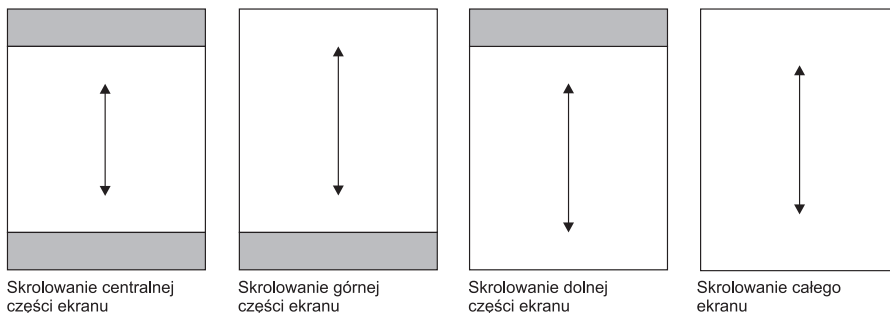 Skrolowanie centralnej
części ekranu
Skrolowanie górnej
części ekranu
Skrolowanie dolnej
części ekranu
Skrolowanie całego
ekranu